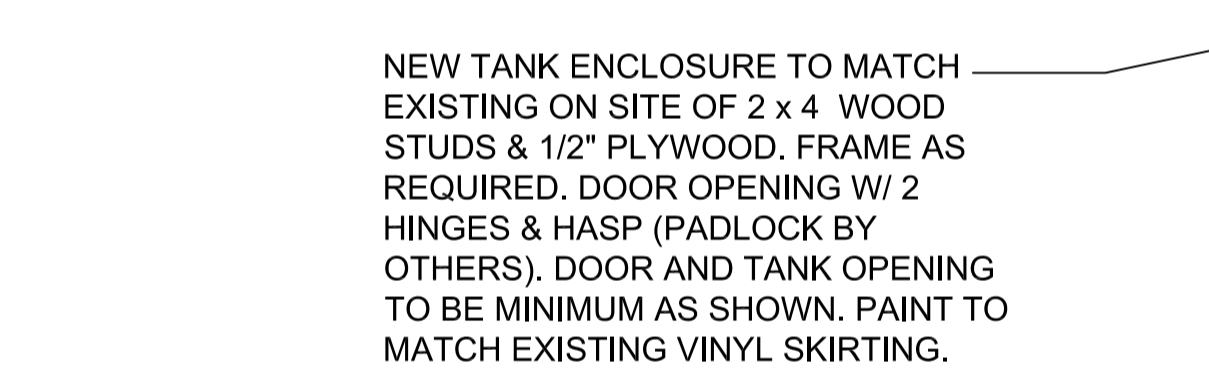 NEW TANK ENCLOSURE TO MATCH
EXISTING ON SITE OF 2 x 4  WOOD
STUDS & 1/2" PLYWOOD. FRAME AS
REQUIRED. DOOR OPENING W/ 2
HINGES & HASP (PADLOCK BY
OTHERS). DOOR AND TANK OPENING
TO BE MINIMUM AS SHOWN. PAINT TO
MATCH EXISTING VINYL SKIRTING.